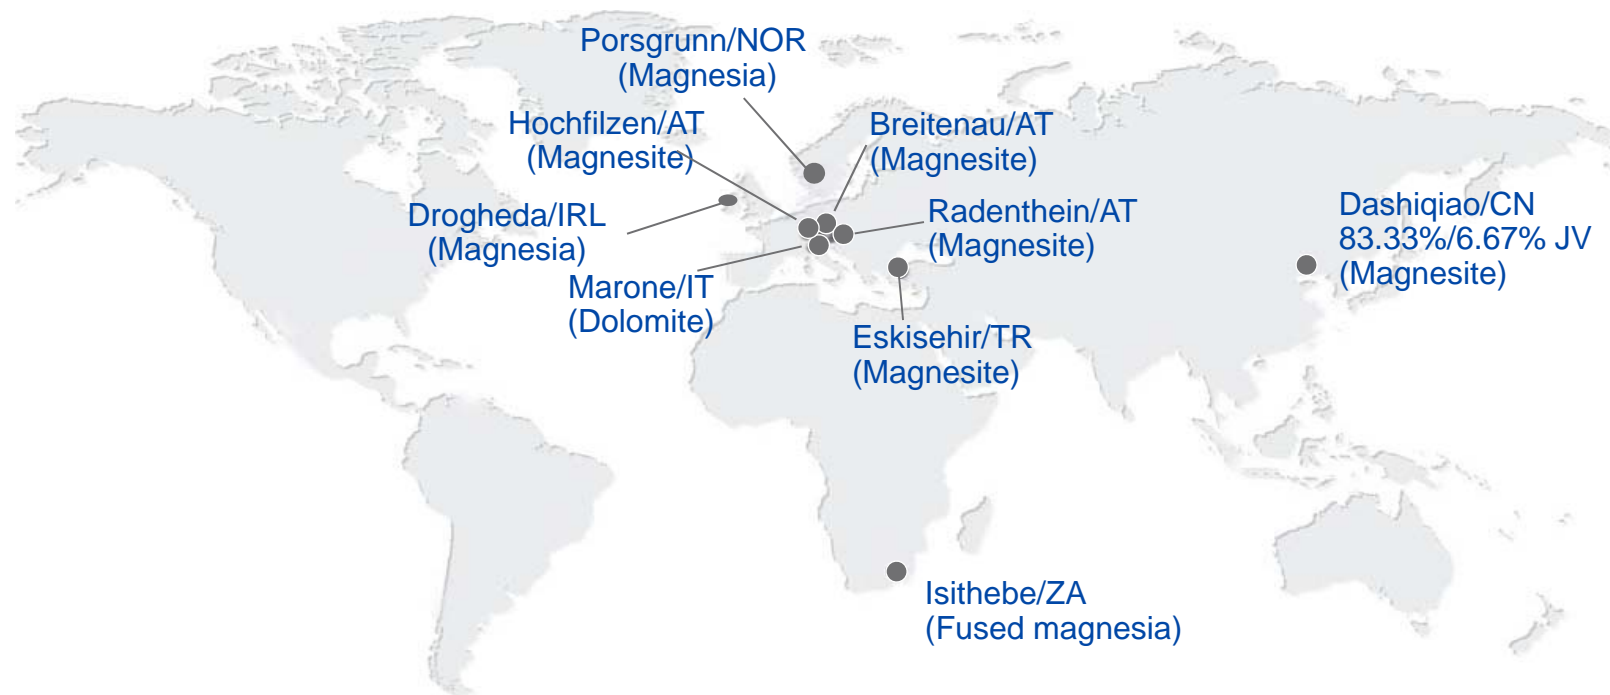 Porsgrunn/NOR
(Magnesia)
Hochfilzen/AT
(Magnesite)
Breitenau/AT
(Magnesite)
Drogheda/IRL
(Magnesia)
Radenthein/AT
(Magnesite)
Dashiqiao/CN
83.33%/6.67% JV
(Magnesite)
Marone/IT
(Dolomite)
Eskisehir/TR
(Magnesite)
Isithebe/ZA
(Fused magnesia)